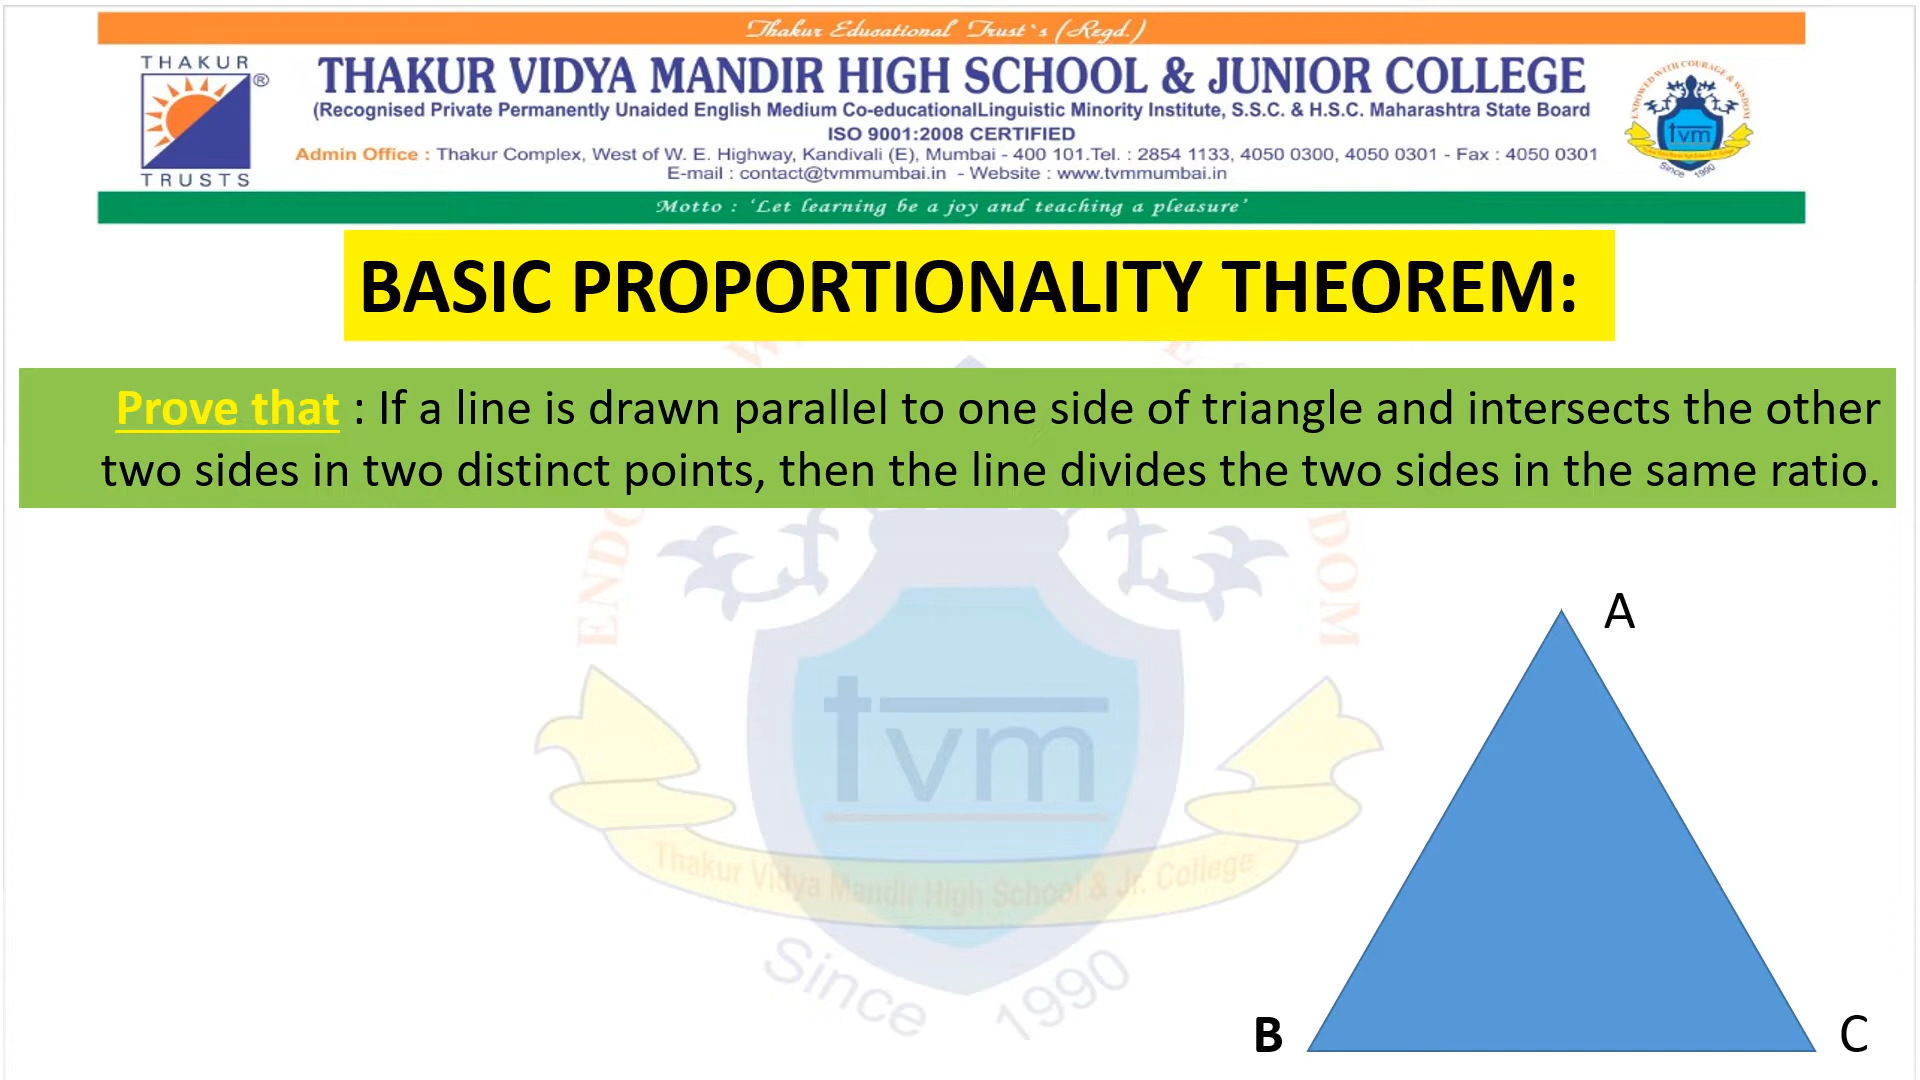 Thakur Educational Trust`s (Regd.)
THAKUR
TRUSTS
®
THAKUR VIDYA MANDIR HIGH SCHOOL & JUNIOR COLLEGE
(Recognised Private Permanently Unaided English Medium Co-educationalLinguistic Minority Institute, S.S.C. & H.S.C. Maharashtra State Board
ISO 9001:2008 CERTIFIED
Admin Office : Thakur Complex, West of W. E. Highway, Kandivali (E), Mumbai - 400 101.Tel. : 2854 1133, 4050 0300, 4050 0301 - Fax : 4050 0301
E-mail : contact@tvmmumbai.in - Website : www.tvmmumbai.in
ENDOWED WITH COURAGE & WISDOM
tvm
Since 1990
Motto : ‘Let learning be a joy and teaching a pleasure’
BASIC PROPORTIONALITY THEOREM:
Prove that : If a line is drawn parallel to one side of triangle and intersects the other
two sides in two distinct points, then the line divides the two sides in the same ratio.
tvm
Thakur Vidya Mandir High School & Jr. College
Since 1990
A
B
C